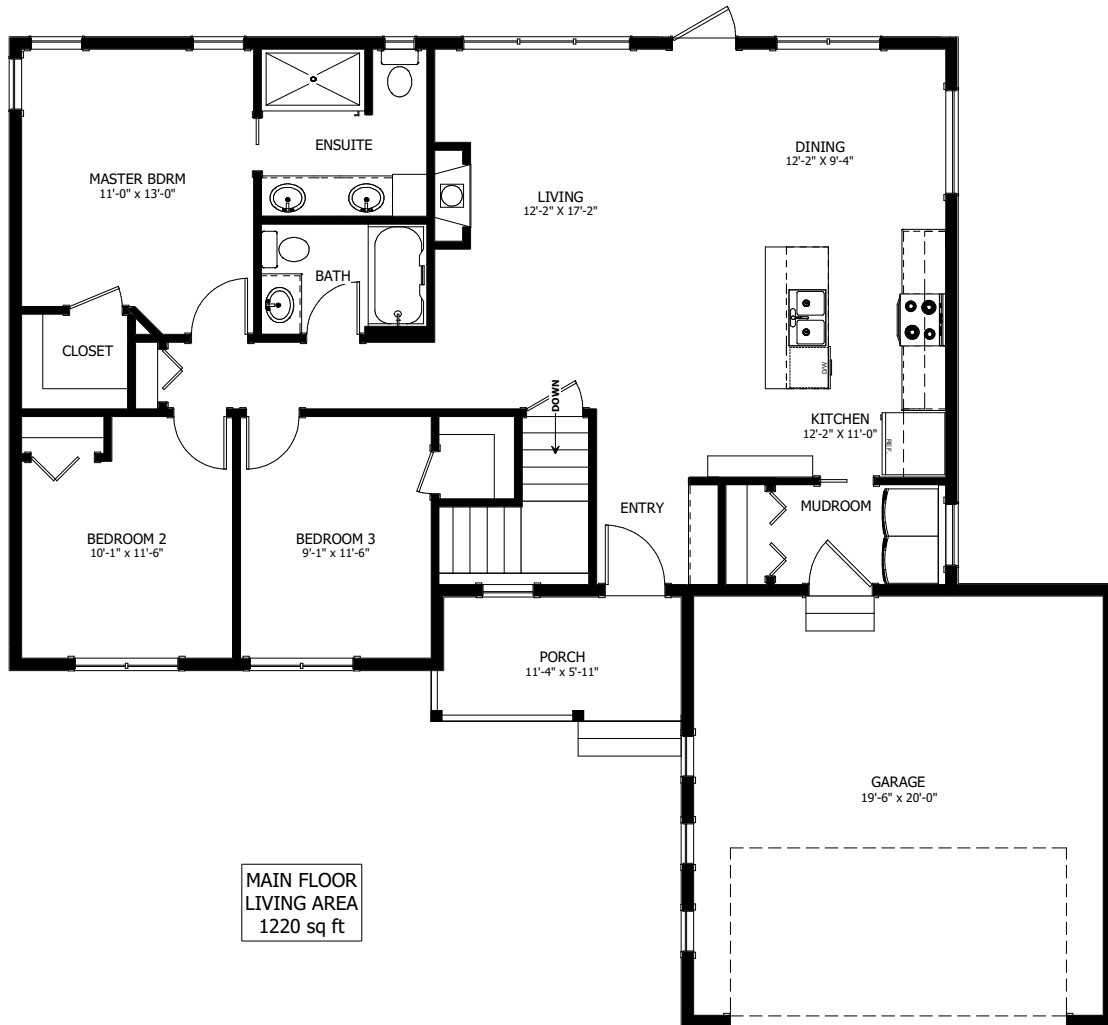 ENSUITE
DINING
12'-2" X 9'-4"
MASTER BDRM
11'-0" x 13'-0"
LIVING
12'-2" X 17'-2"
BATH
CLOSET
D/W
DOWN
KITCHEN
12'-2" X 11'-0"
REF.
ENTRY
MUDROOM
BEDROOM 2
10'-1" x 11'-6"
BEDROOM 3
9'-1" x 11'-6"
PORCH
11'-4" x 5'-11"
GARAGE
19'-6" x 20'-0"
MAIN FLOOR
LIVING AREA
1220 sq ft